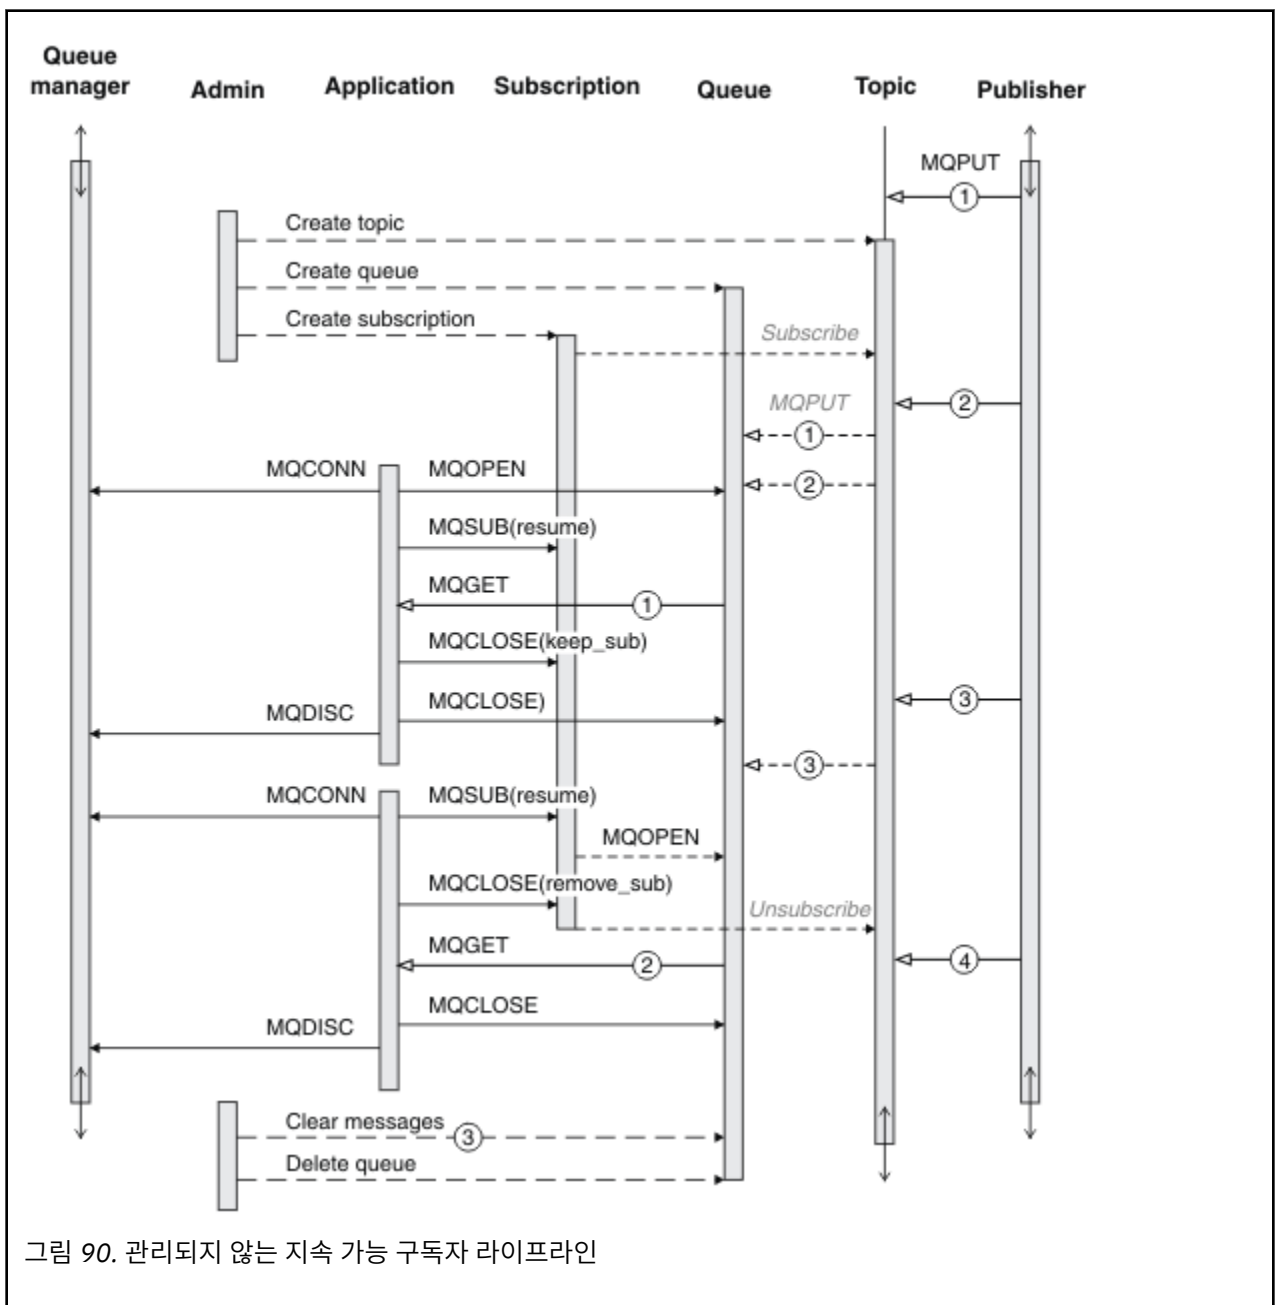 Queue
manager
Admin
Application
Subscription
Queue
Topic
Publisher
MQPUT
1
Create topic
Create queue
Create subscription
Subscribe
MQPUT
2
1
MQCONN
MQOPEN
2
MQSUB(resume)
MQGET
1
MQCLOSE(keep_sub)
MQCLOSE)
3
MQDISC
3
MQCONN
MQSUB(resume)
MQOPEN
MQCLOSE(remove_sub)
Unsubscribe
MQGET
2
4
MQCLOSE
MQDISC
Clear messages
3
Delete queue
그림 90. 관리되지 않는 지속 가능 구독자 라이프라인